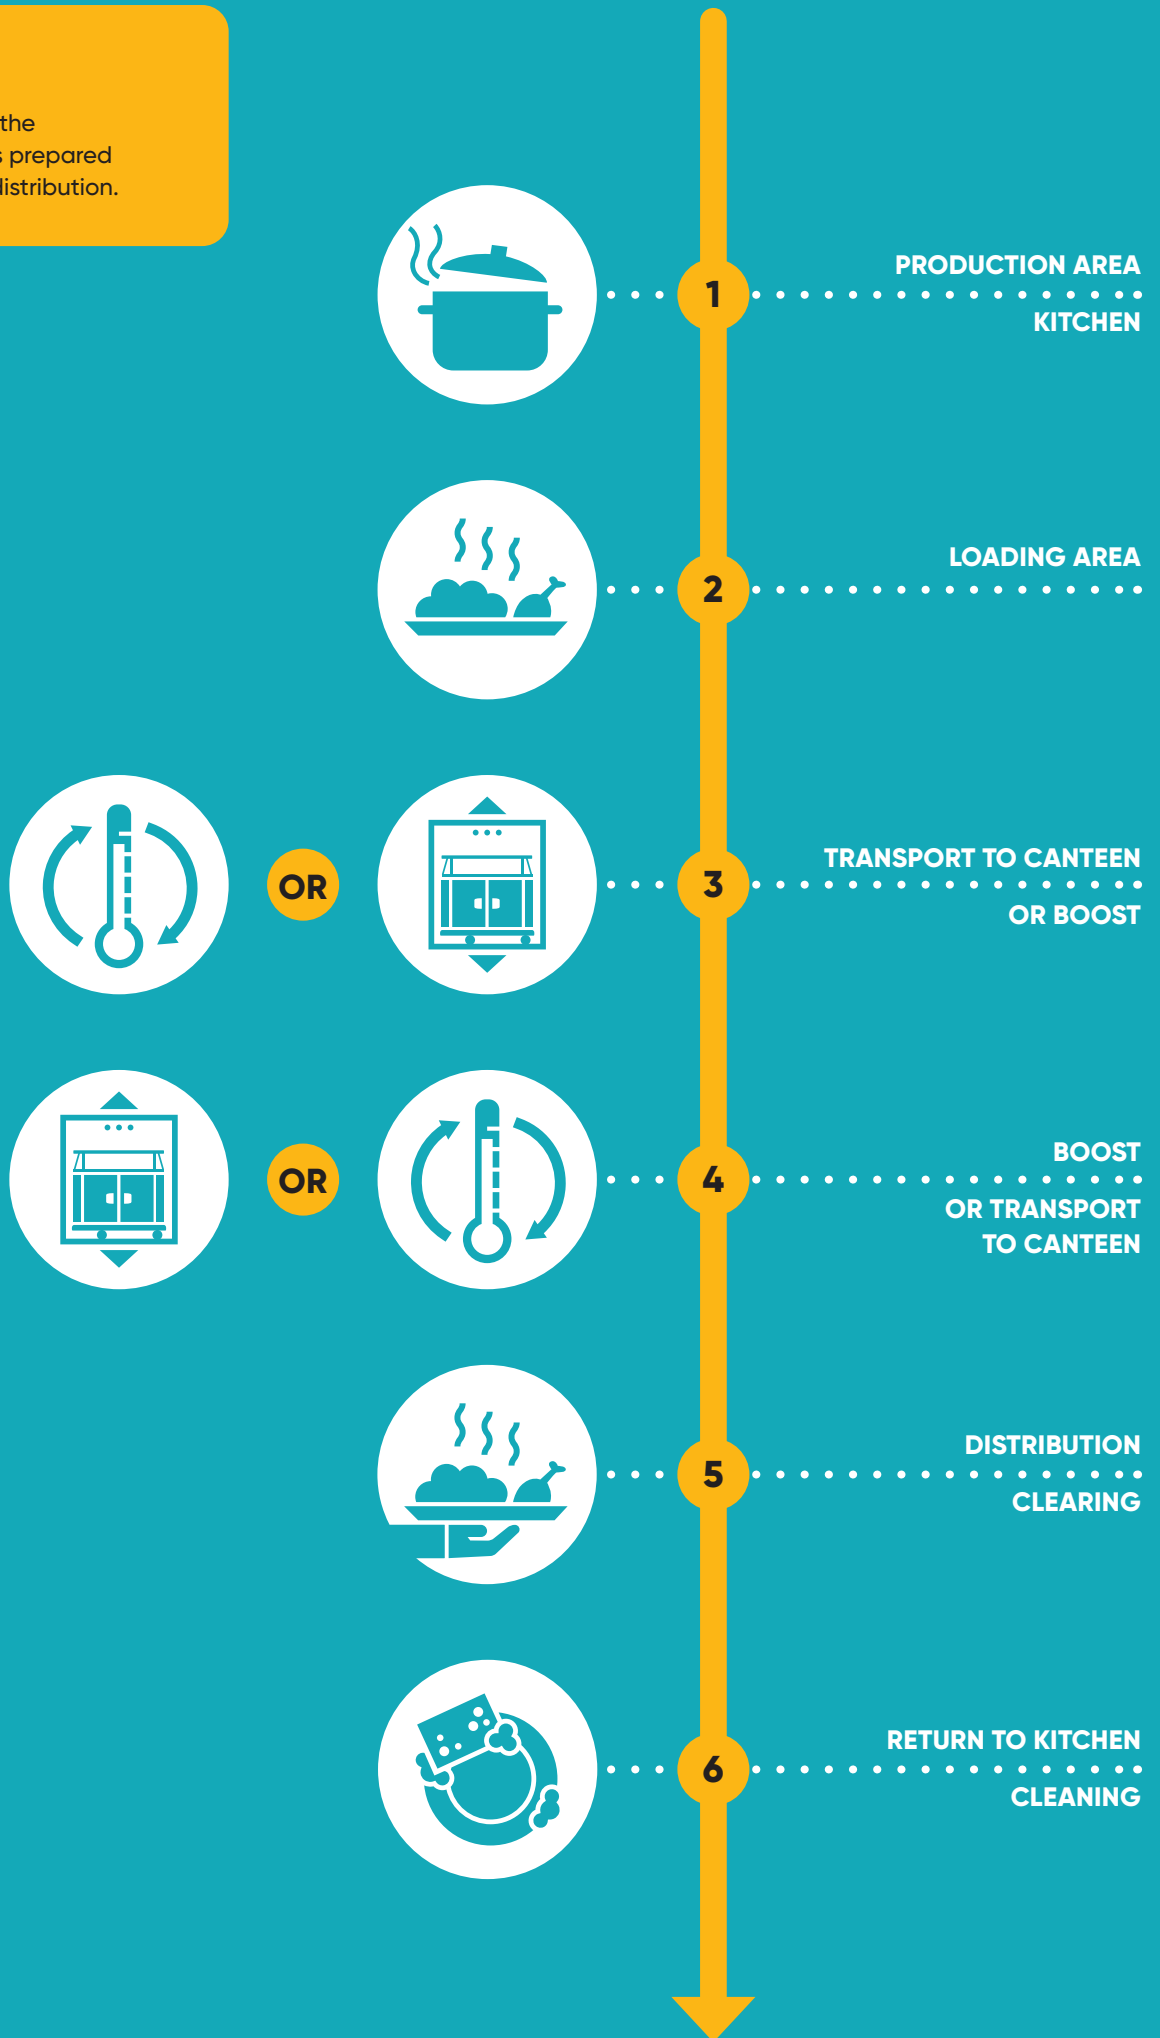 the
prepared
distribution.
1
PRODUCTION AREA
KITCHEN
2
LOADING AREA
OR
3
TRANSPORT TO CANTEEN
OR BOOST
OR
4
BOOST
OR TRANSPORT
TO CANTEEN
5
DISTRIBUTION
CLEARING
6
RETURN TO KITCHEN
CLEANING